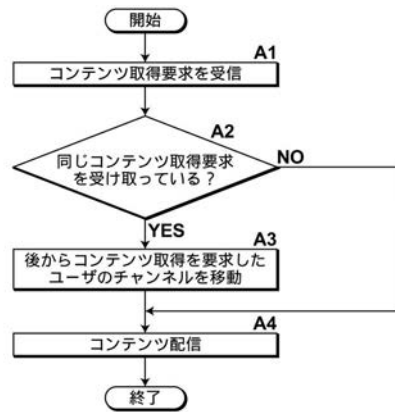 開始
A1
コンテンツ取得要求を受信
A2
同じコンテンツ取得要求
を受け取っている？
NO
YES
A3
後からコンテンツ取得を要求した
ユーザのチャンネルを移動
A4
コンテンツ配信
終了